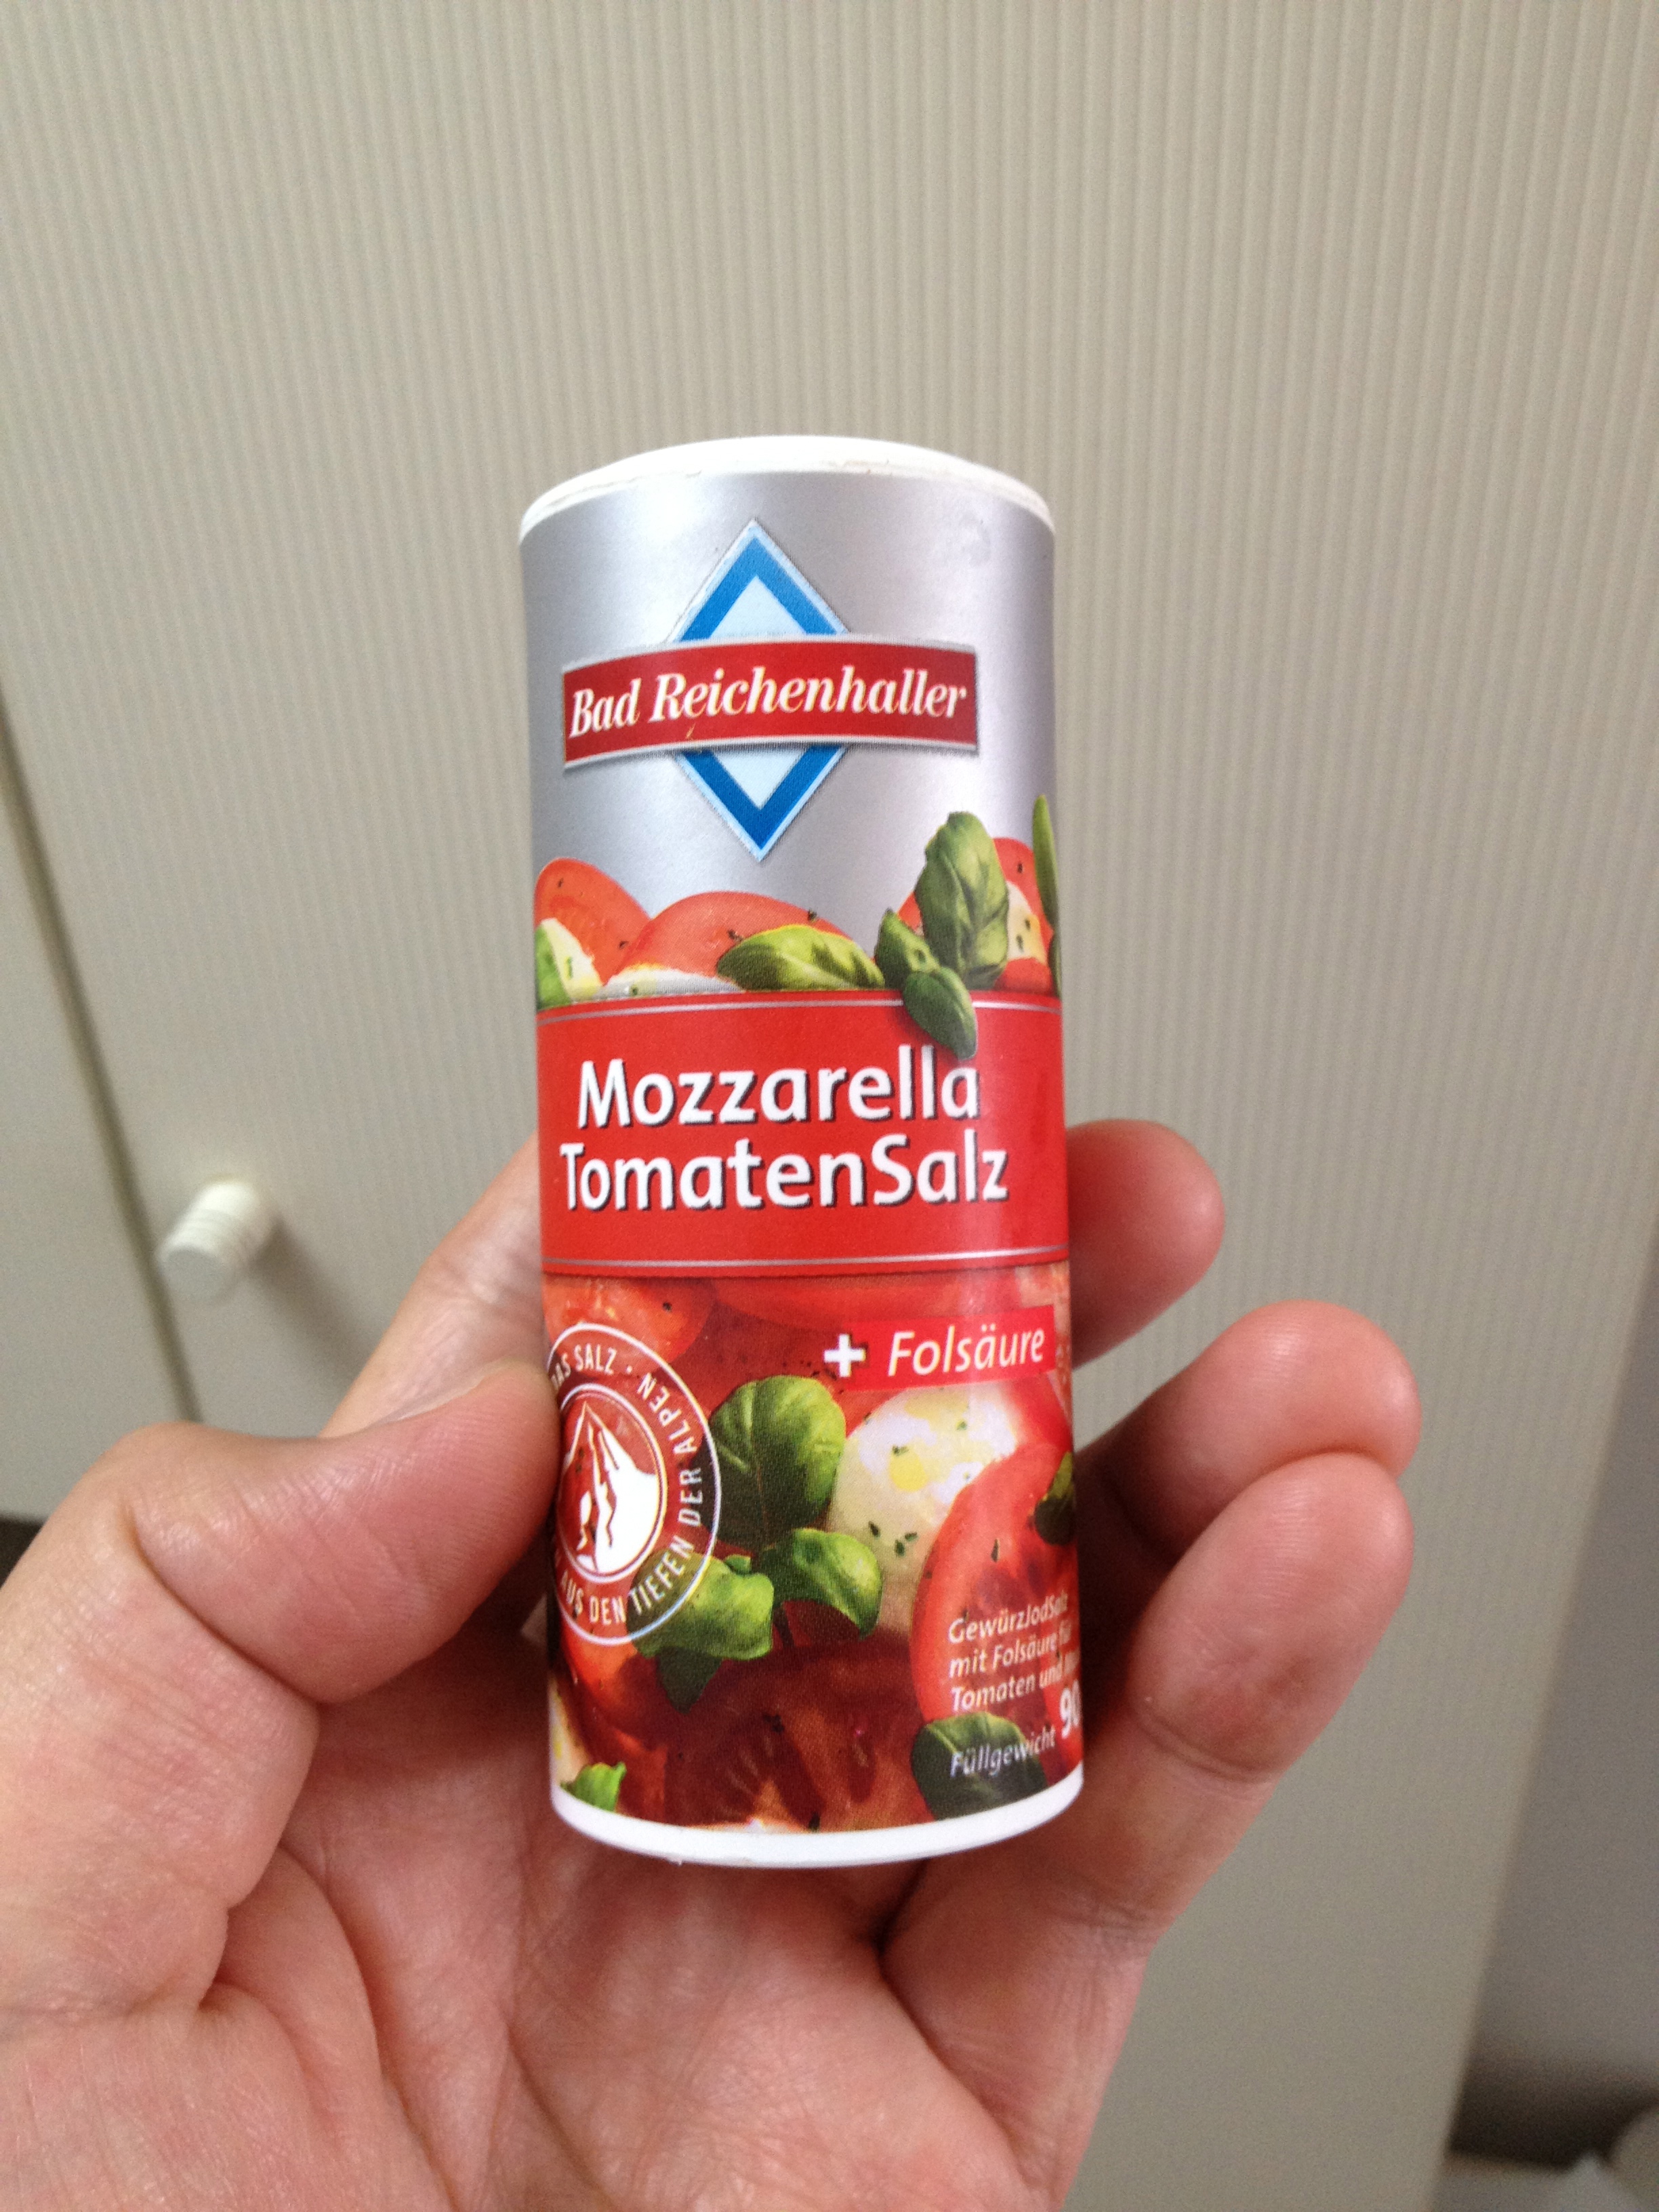 Bad Reichenhaller
Mozzarella
TomatenSalz
+ Folsäure
DAS SALZ · AUS DEN TIEFEN DER ALPEN ·
GewürzJodSalz
mit Folsäure für
Tomaten und
Füllgewicht 90